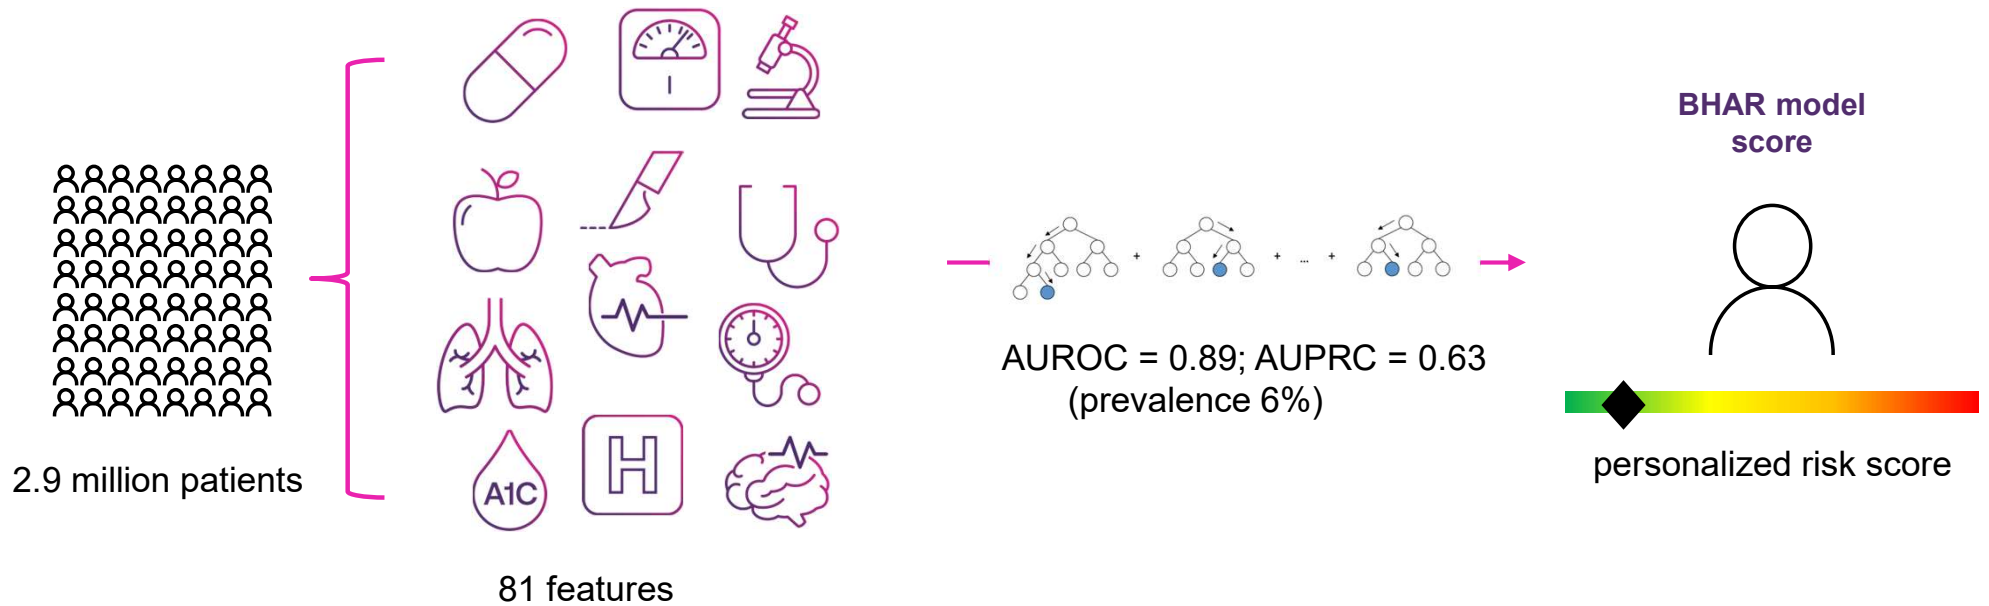 2.9 million patients
A1C
H
81 features
+
+
...
+
AUROC = 0.89; AUPRC = 0.63
(prevalence 6%)
BHAR model
score
personalized risk score